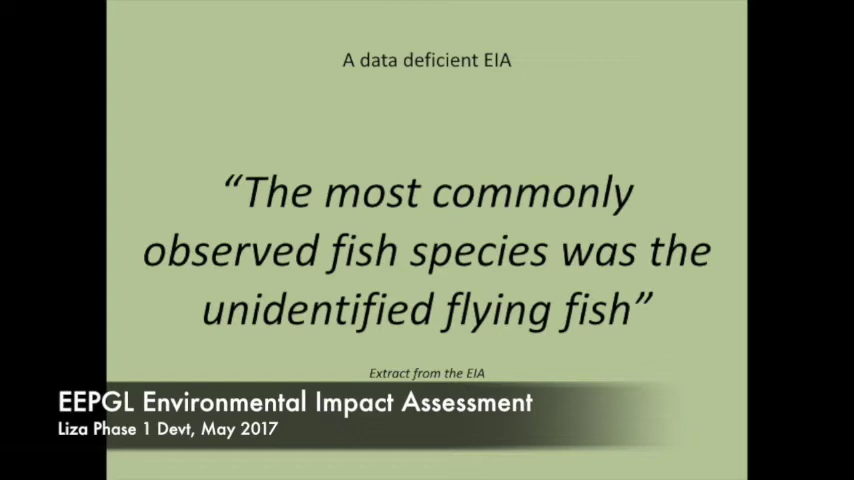 A data deficient EIA
“The most commonly
observed fish species was the
unidentified flying fish”
Extract from the EIA
EEPGL Environmental Impact Assessment
Liza Phase 1 Devt, May 2017